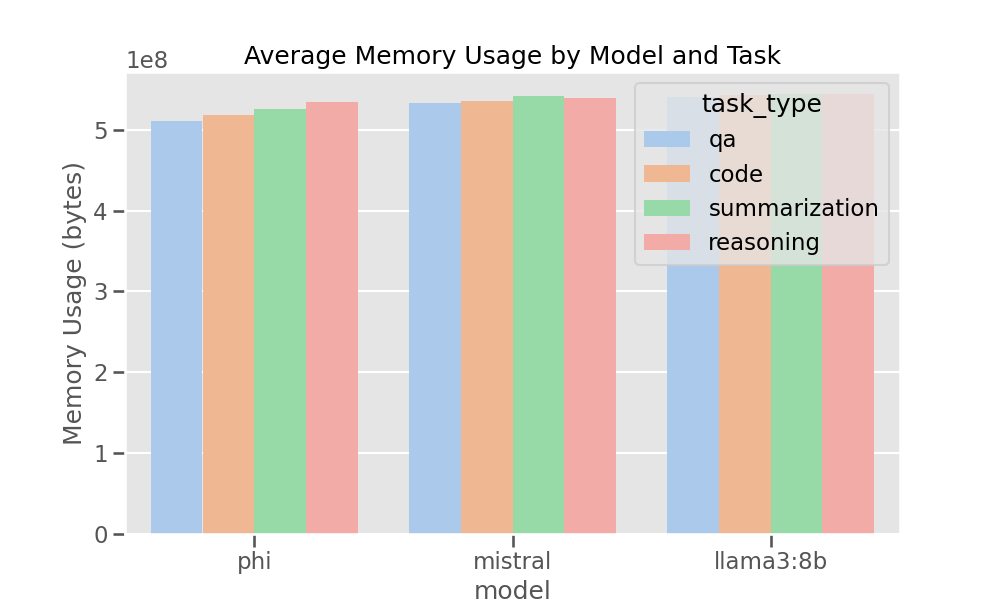 Average Memory Usage by Model and Task
1e8
Memory Usage (bytes)
5
4
3
2
1
0
task_type
qa
code
summarization
reasoning
phi
mistral
llama3:8b
model